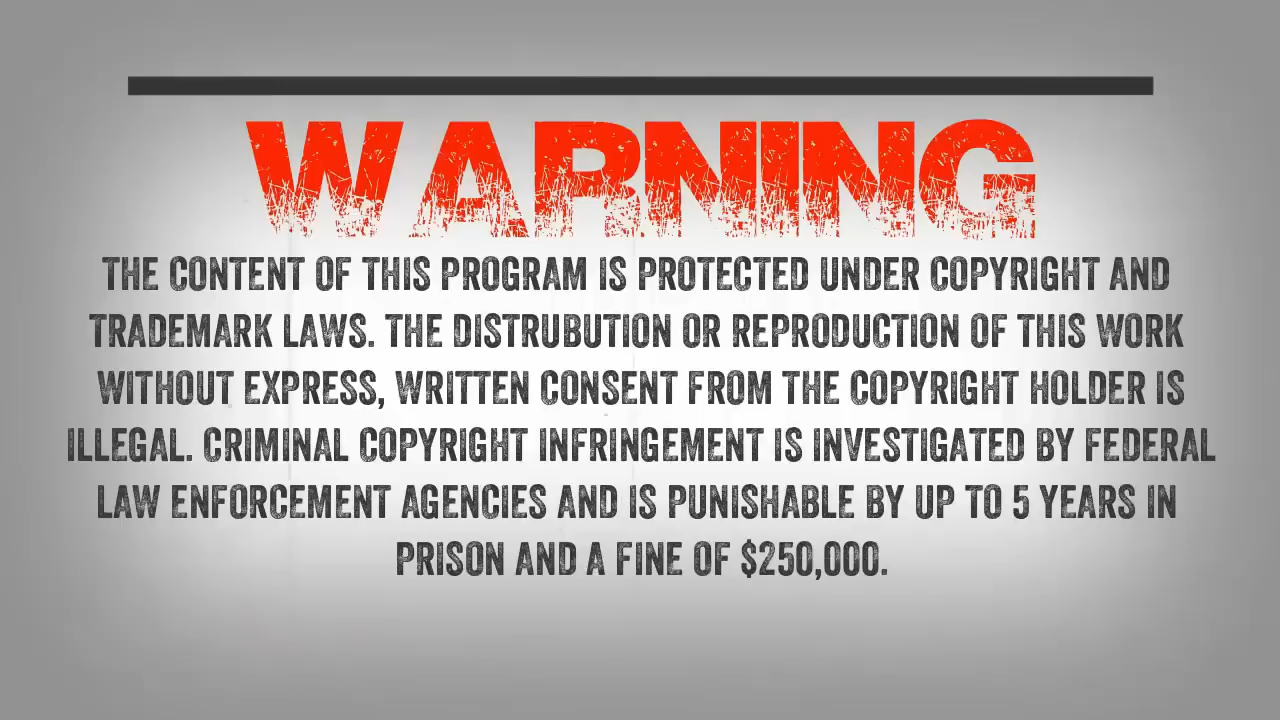 WARNING
THE CONTENT OF THIS PROGRAM IS PROTECTED UNDER COPYRIGHT AND
TRADEMARK LAWS. THE DISTRUBUTION OR REPRODUCTION OF THIS WORK
WITHOUT EXPRESS, WRITTEN CONSENT FROM THE COPYRIGHT HOLDER IS
ILLEGAL. CRIMINAL COPYRIGHT INFRINGEMENT IS INVESTIGATED BY FEDERAL
LAW ENFORCEMENT AGENCIES AND IS PUNISHABLE BY UP TO 5 YEARS IN
PRISON AND A FINE OF $250,000.